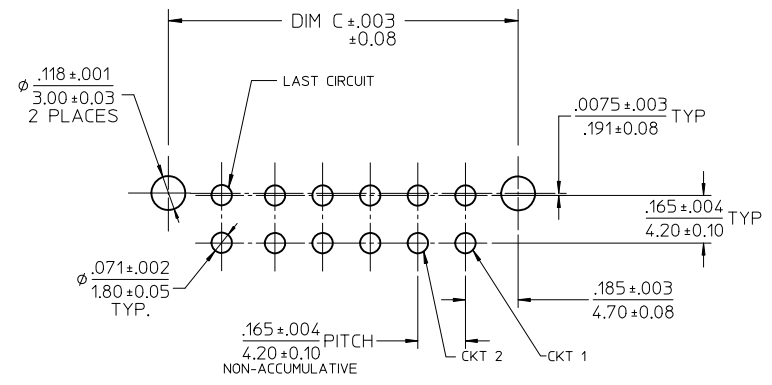 DIM C ±.003
±0.08
Ø .118 ±.001
3.00 ±0.03
2 PLACES
LAST CIRCUIT
.0075 ±.003 TYP
.191 ±0.08
.165 ±.004 TYP
4.20 ±0.10
Ø .071 ±.002
1.80 ±0.05
TYP.
.185 ±.003
4.70 ±0.08
.165 ±.004 PITCH
4.20 ±0.10
NON-ACCUMULATIVE
CKT 2
CKT 1